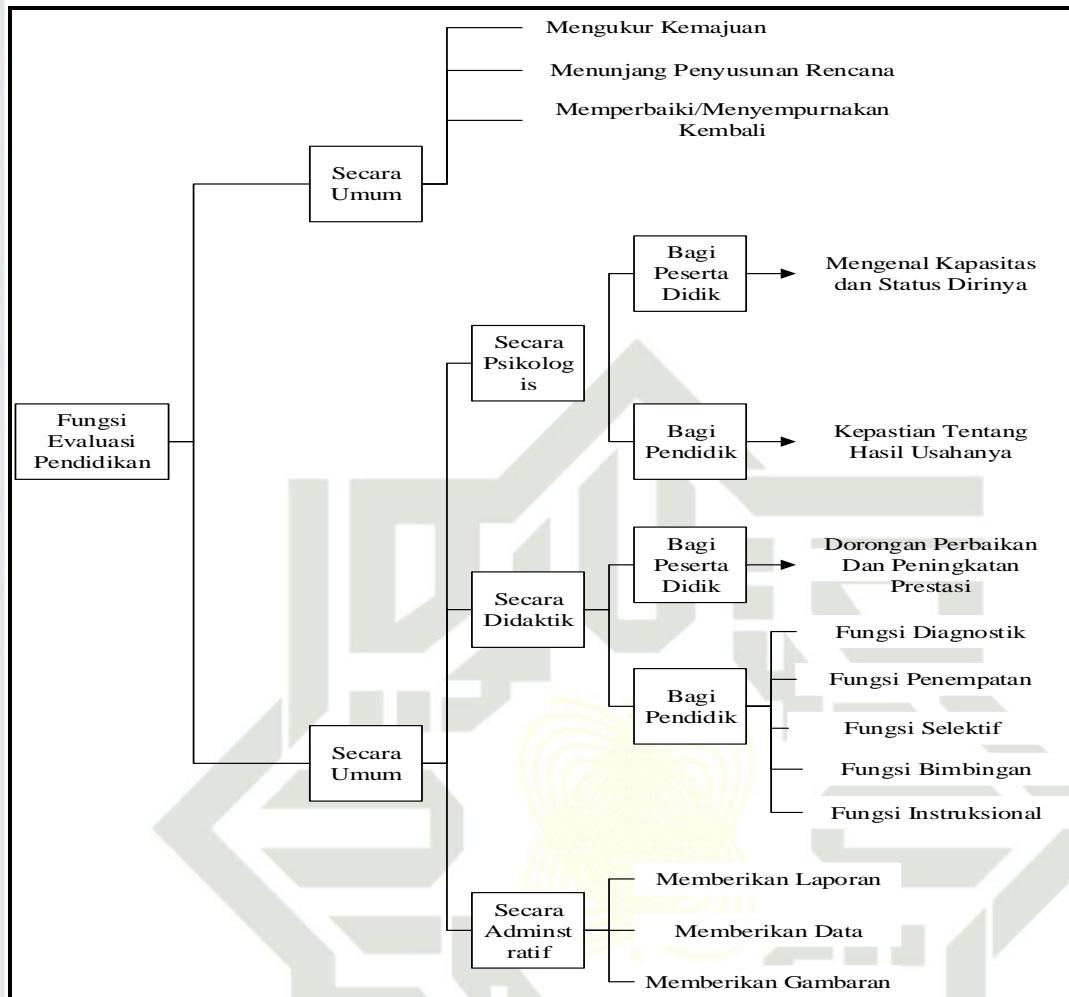 Mengukur Kemajuan
Menunjang Penyusunan Rencana
Memperbaiki/Menyempurnakan
Kembali
Secara
Umum
Bagi
Peserta
Didik
Mengenal Kapasitas
dan Status Dirinya
Secara
Psikolog
is
Fungsi
Evaluasi
Pendidikan
Bagi
Pendidik
Kepastian Tentang
Hasil Usahanya
Bagi
Peserta
Didik
Dorongan Perbaikan
Dan Peningkatan
Prestasi
Secara
Didaktik
Fungsi Diagnostik
Fungsi Penempatan
Bagi
Pendidik
Fungsi Selektif
Secara
Umum
Fungsi Bimbingan
Fungsi Instruksional
Memberikan Laporan
Secara
Adminst
ratif
Memberikan Data
Memberikan Gambaran